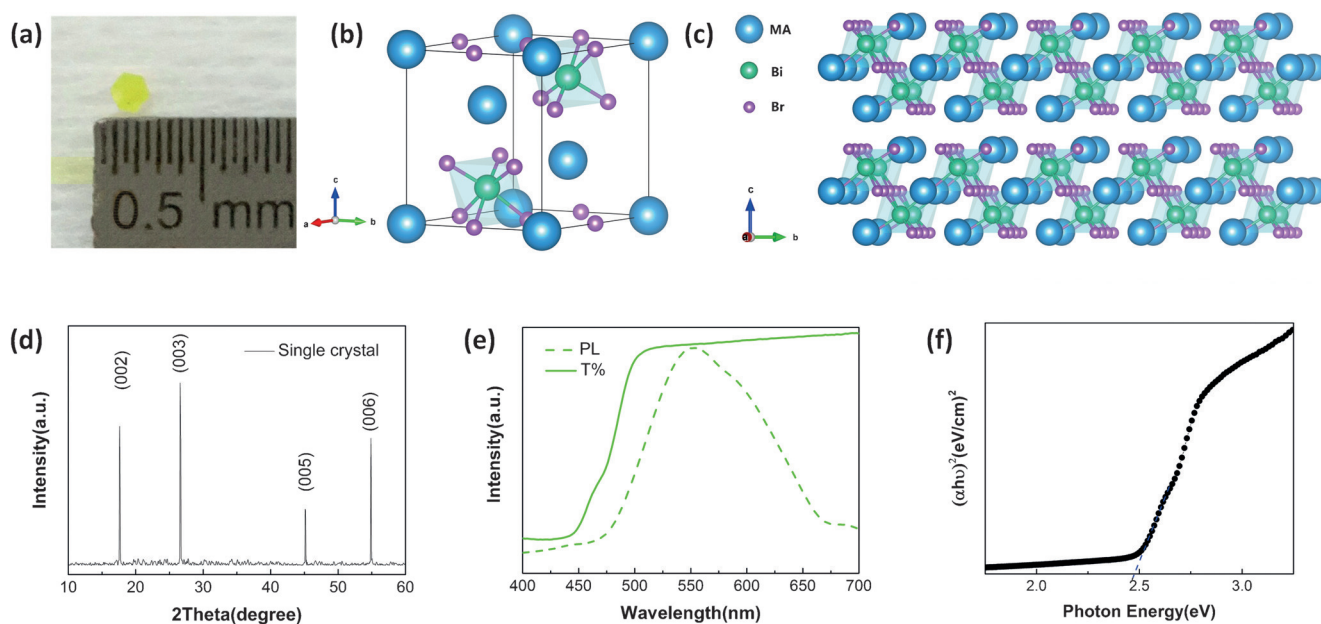 (a)
0.5 mm
(b)
c
a
b
(c)
MA
Bi
Br
c
a
b
(d)
Intensity(a.u.)
Single crystal
(002)
(003)
(005)
(006)
10 20 30 40 50 60
2Theta(degree)
(e)
Intensity(a.u.)
PL
T%
400 450 500 550 600 650 700
Wavelength(nm)
(f)
(αhυ)²(eV/cm)²
2.0 2.5 3.0
Photon Energy(eV)